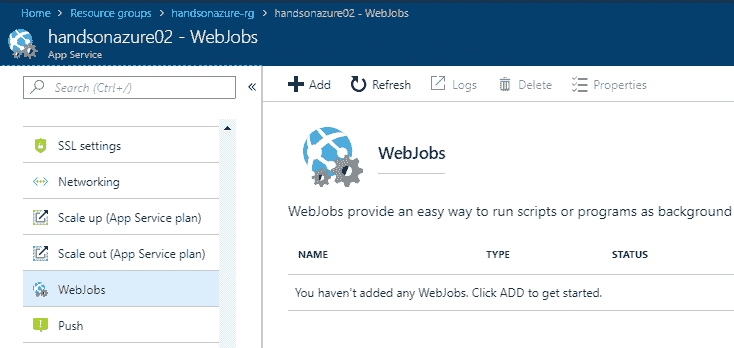 Home > Resource groups > handsonazure-rg > handsonazure02 - WebJobs
handsonazure02 - WebJobs
App Service
Search (Ctrl+/)
«
SSL settings
Networking
Scale up (App Service plan)
Scale out (App Service plan)
WebJobs
Push
Add Refresh Logs Delete Properties
WebJobs
WebJobs provide an easy way to run scripts or programs as background
NAME TYPE STATUS
You haven't added any WebJobs. Click ADD to get started.